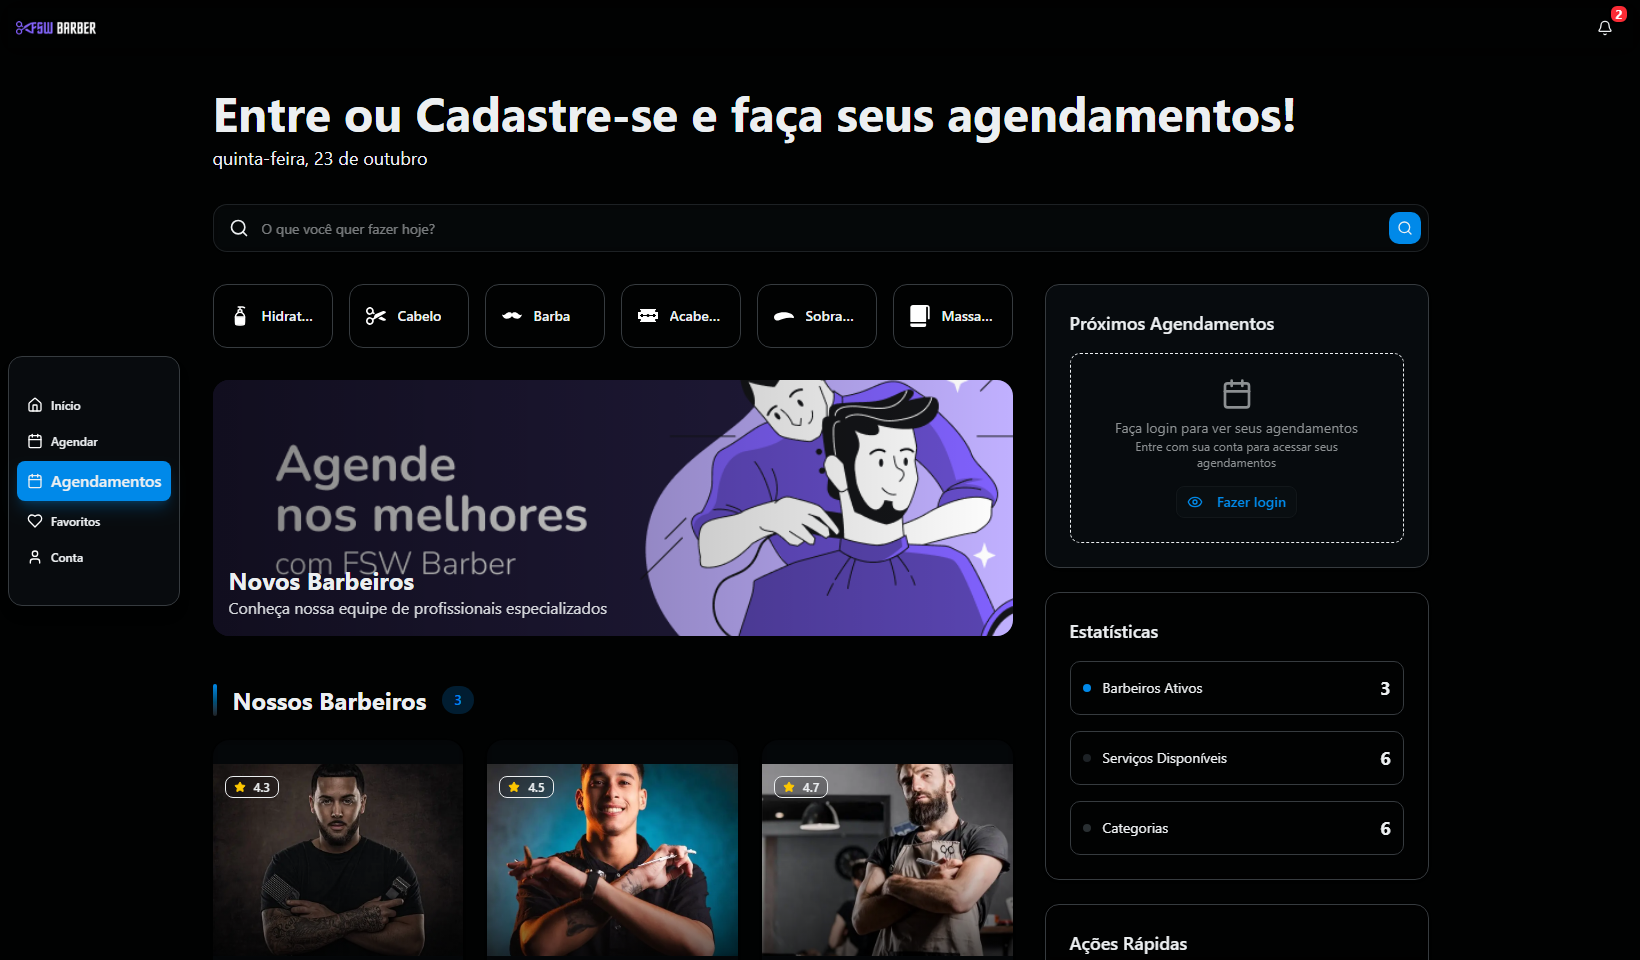 FSW BARBER
2
Entre ou Cadastre-se e faça seus agendamentos!
quinta-feira, 23 de outubro
O que você quer fazer hoje?
Hidrat...
Cabelo
Barba
Acabe...
Sobra...
Massa...
Início
Agendar
Agendamentos
Favoritos
Conta
Agende
nos melhores
com FSW Barber
Novos Barbeiros
Conheça nossa equipe de profissionais especializados
Nossos Barbeiros 3
4.3
4.5
4.7
Próximos Agendamentos
Faça login para ver seus agendamentos
Entre com sua conta para acessar seus
agendamentos
Fazer login
Estatísticas
Barbeiros Ativos 3
Serviços Disponíveis 6
Categorias 6
Ações Rápidas